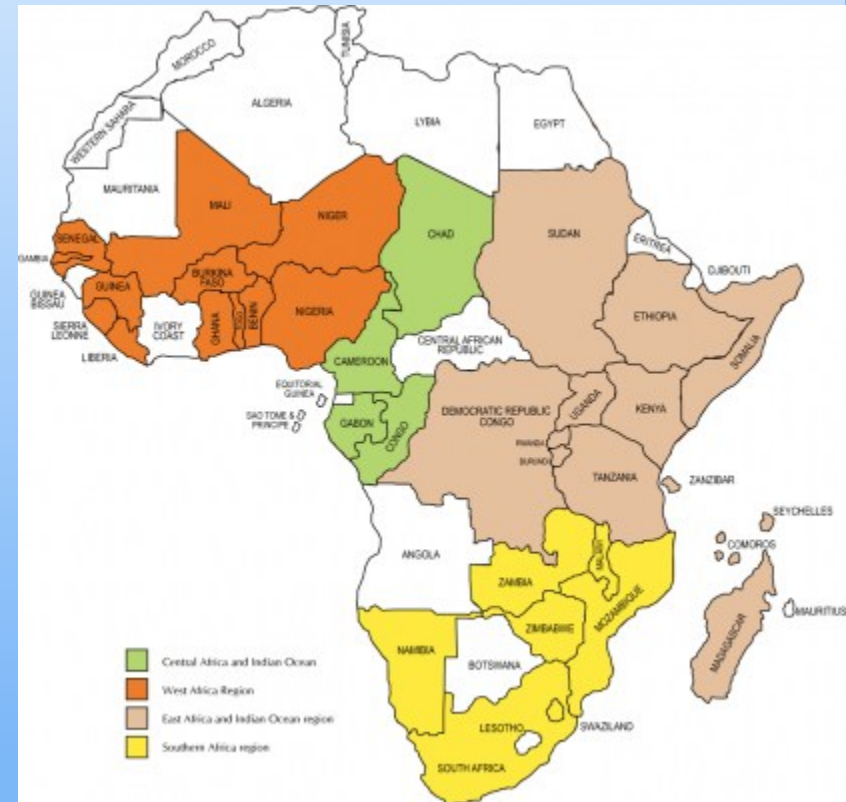 TUNISIA
MOROCCO
ALGERIA
LYBIA
EGYPT
WESTERN SAHARA
MAURITANIA
MALI
NIGER
CHAD
SUDAN
ERITREA
DJIBOUTI
SENEGAL
GAMBIA
GUINEA
BISSAU
GUINEA
BURKINA
FASO
SIERRA
LEONNE
LIBERIA
IVORY
COAST
GHANA
TOGO
BENIN
NIGERIA
CAMEROON
CENTRAL AFRICAN
REPUBLIC
ETHIOPIA
SOMALIA
EQUITORIAL
GUINEA
SAO TOME &
PRINCIPE
GABON
CONGO
DEMOCRATIC REPUBLIC
CONGO
UGANDA
KENYA
RWANDA
BURUNDI
TANZANIA
ZANZIBAR
SEYCHELLES
COMOROS
ANGOLA
ZAMBIA
MALAWI
MOZAMBIQUE
MADAGASCAR
MAURITIUS
NAMIBIA
ZIMBABWE
BOTSWANA
LESOTHO
SWAZILAND
SOUTH AFRICA
Central Africa and Indian Ocean
West Africa Region
East Africa and Indian Ocean region
Southern Africa region